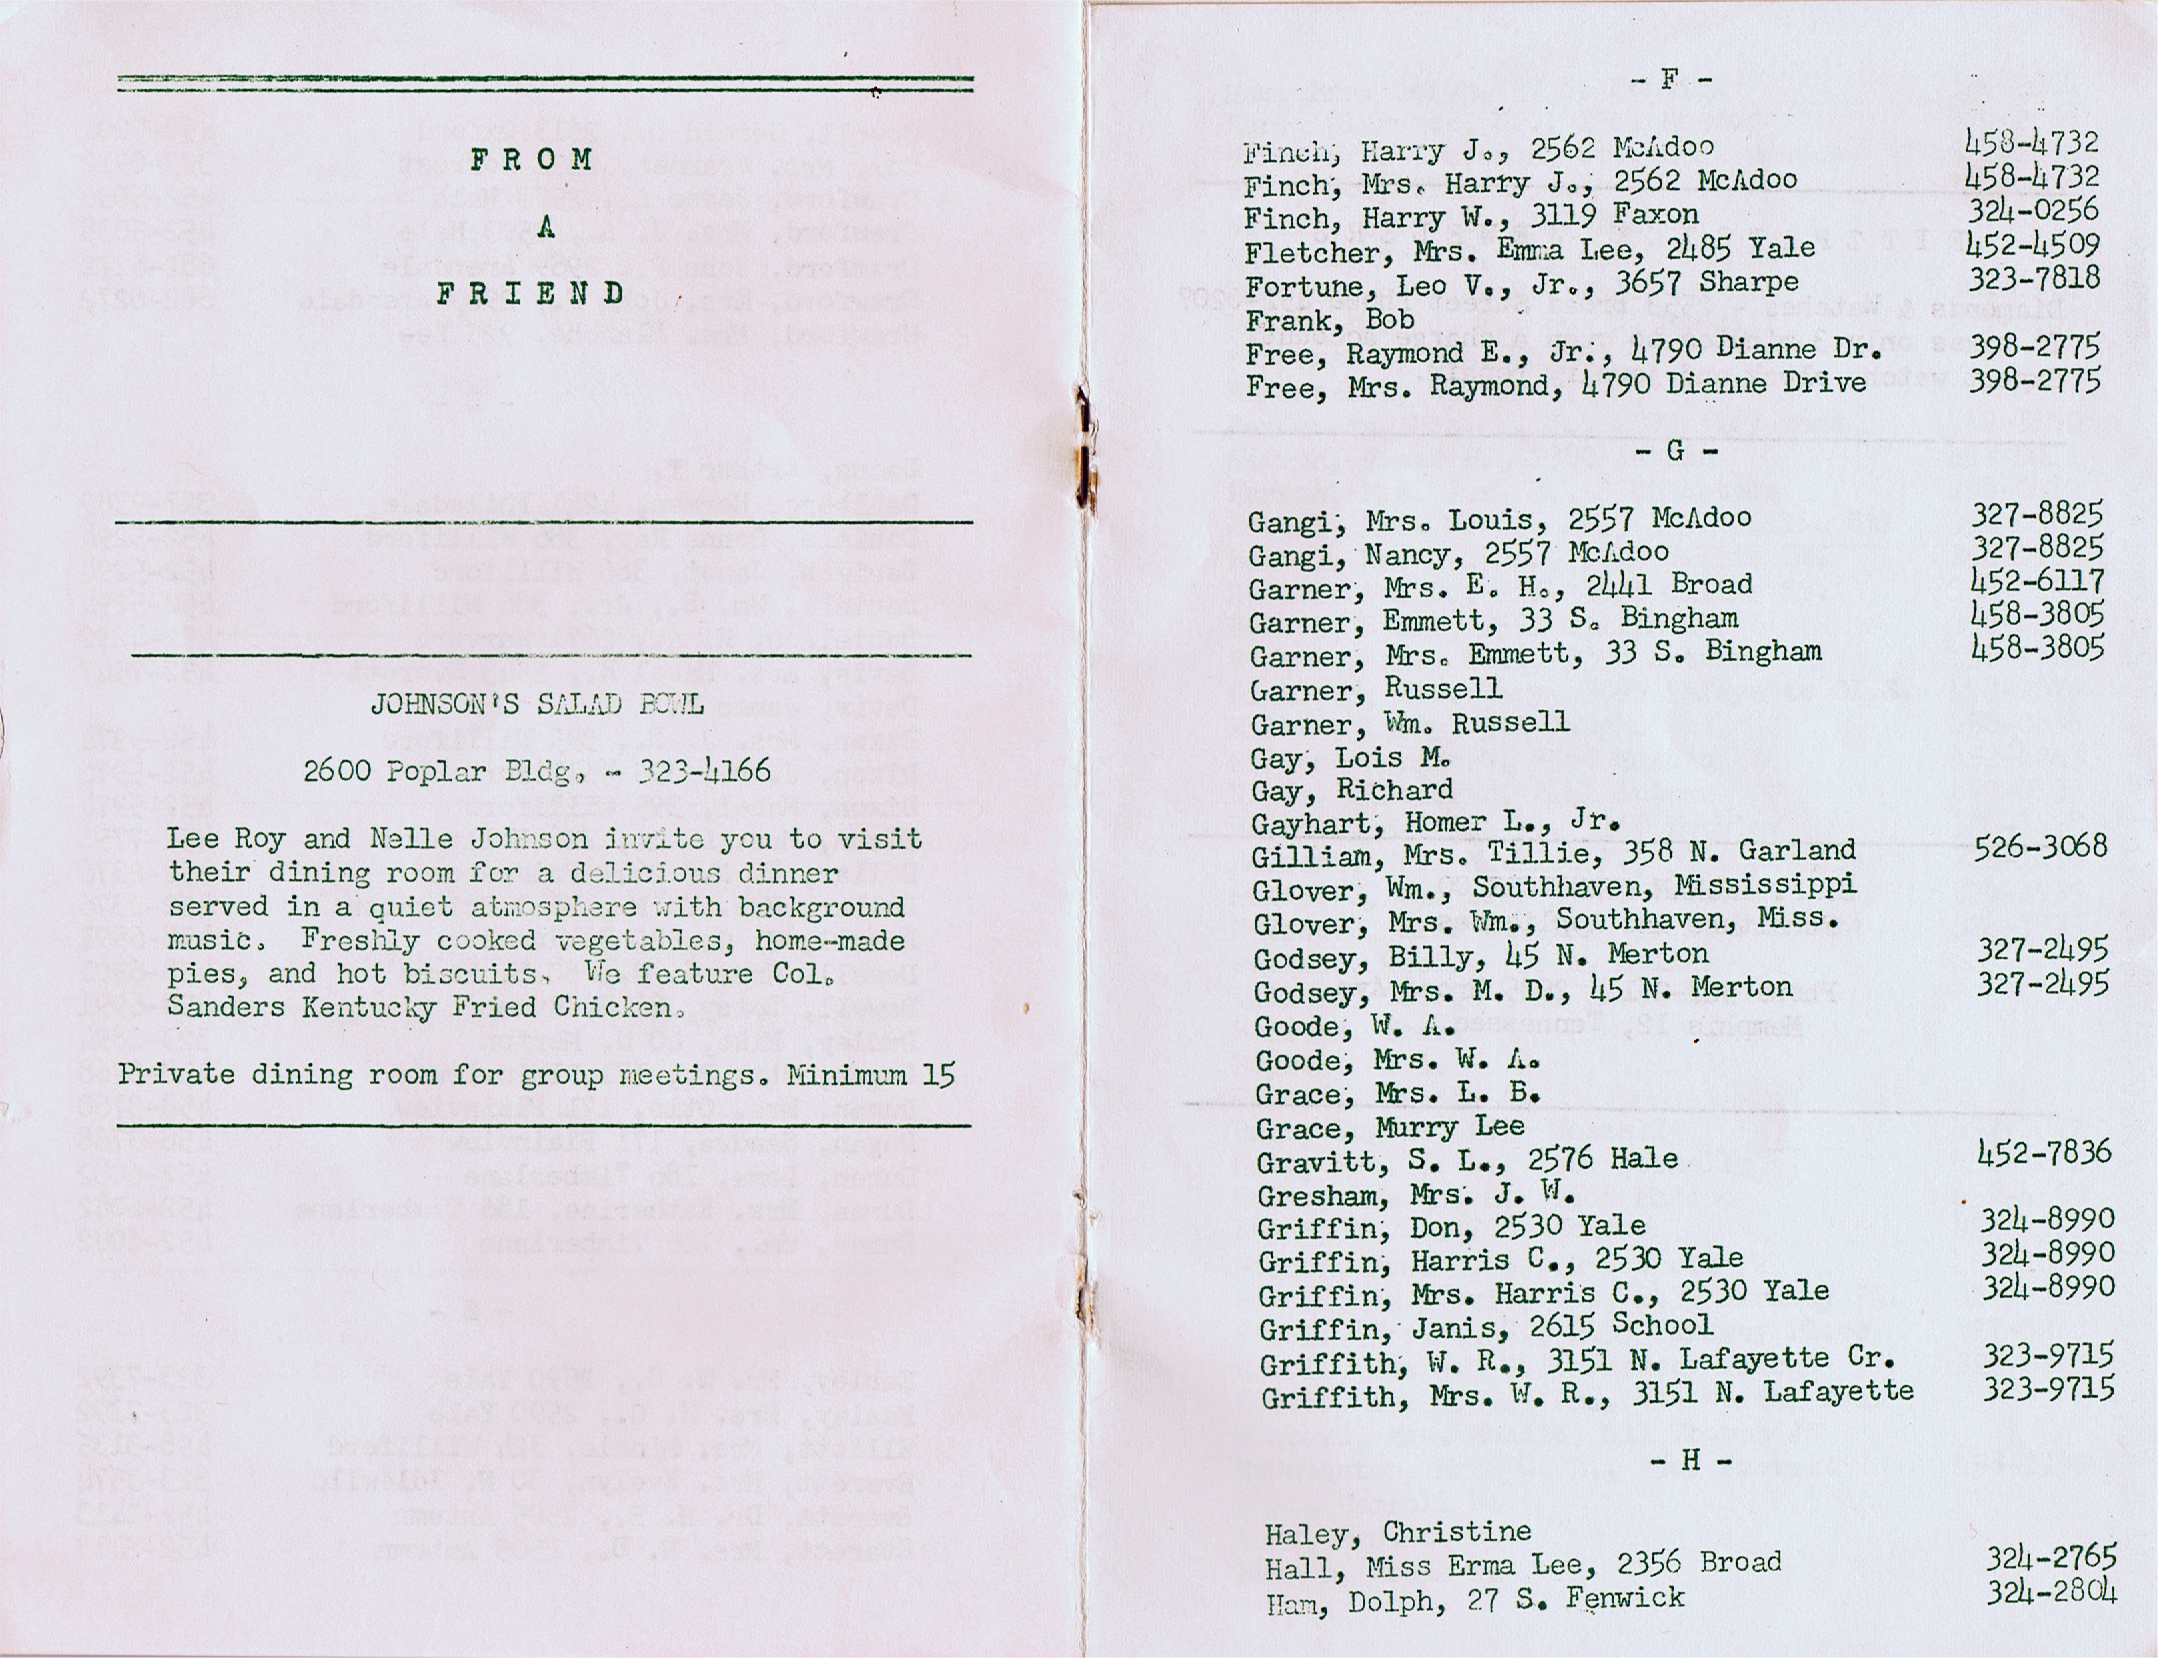 FROM
A
FRIEND
JOHNSON'S SALAD BOWL
2600 Poplar Bldg. - 323-4166
Lee Roy and Nelle Johnson invite you to visit
their dining room for a delicious dinner
served in a quiet atmosphere with background
music. Freshly cooked vegetables, home-made
pies, and hot biscuits. We feature Col.
Sanders Kentucky Fried Chicken.
Private dining room for group meetings. Minimum 15
- F -
Finch, Harry J., 2562 McAdoo 458-4732
Finch, Mrs. Harry J., 2562 McAdoo 458-4732
Finch, Harry W., 3119 Faxon 324-0256
Fletcher, Mrs. Emma Lee, 2485 Yale 452-4509
Fortune, Leo V., Jr., 3657 Sharpe 323-7818
Frank, Bob
Free, Raymond E., Jr., 4790 Dianne Dr. 398-2775
Free, Mrs. Raymond, 4790 Dianne Drive 398-2775
- G -
Gangi, Mrs. Louis, 2557 McAdoo 327-8825
Gangi, Nancy, 2557 McAdoo 327-8825
Garner, Mrs. E. H., 2441 Broad 452-6117
Garner, Emmett, 33 S. Bingham 458-3805
Garner, Mrs. Emmett, 33 S. Bingham 458-3805
Garner, Russell
Garner, Wm. Russell
Gay, Lois M.
Gay, Richard
Gayhart, Homer L., Jr.
Gilliam, Mrs. Tillie, 358 N. Garland 526-3068
Glover, Wm., Southhaven, Mississippi
Glover, Mrs. Wm., Southhaven, Miss.
Godsey, Billy, 45 N. Merton 327-2495
Godsey, Mrs. M. D., 45 N. Merton 327-2495
Goode, W. A.
Goode, Mrs. W. A.
Grace, Mrs. L. B.
Grace, Murry Lee
Gravitt, S. L., 2576 Hale 452-7836
Gresham, Mrs. J. W.
Griffin, Don, 2530 Yale 324-8990
Griffin, Harris C., 2530 Yale 324-8990
Griffin, Mrs. Harris C., 2530 Yale 324-8990
Griffin, Janis, 2615 School
Griffith, W. R., 3151 N. Lafayette Cr. 323-9715
Griffith, Mrs. W. R., 3151 N. Lafayette 323-9715
- H -
Haley, Christine
Hall, Miss Erma Lee, 2356 Broad 324-2765
Ham, Dolph, 27 S. Fenwick 324-2804